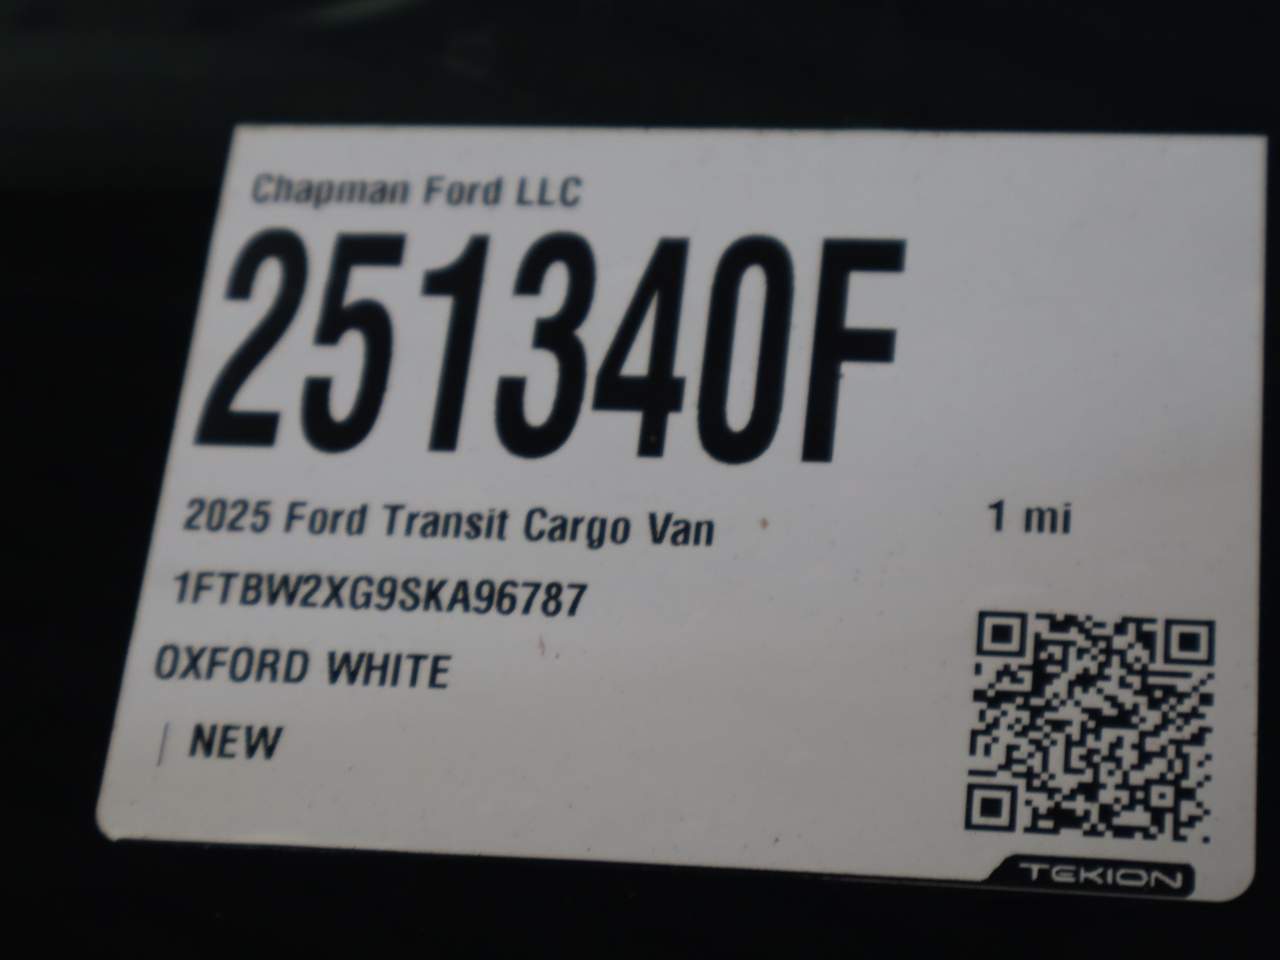 Chapman Ford LLC
251340F
2025 Ford Transit Cargo Van 1 mi
1FTBW2XG9SKA96787
OXFORD WHITE
| NEW
TEKION